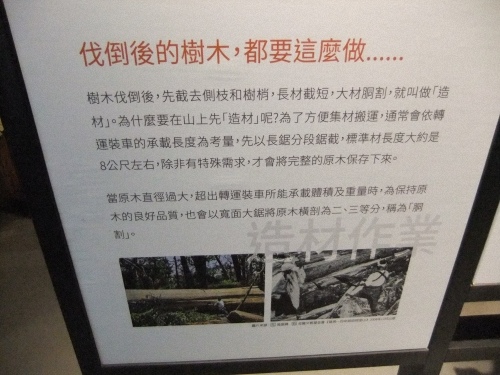 伐倒後的樹木，都要這麼做……
樹木伐倒後，先截去側枝和樹梢，長材截短，大材胴割，就叫做「造
材」。為什麼要在山上先「造材」呢？為了方便集材搬運，通常會依轉
運裝車的承載長度為考量，先以長鋸分段鋸截，標準材長度大約是
8公尺左右，除非有特殊需求，才會將完整的原木保存下來。
當原木直徑過大，超出轉運裝車所能承載體積及重量時，為保持原
木的良好品質，也會以寬面大鋸將原木橫剖為二、三等分，稱為「胴
割」。
造材作業